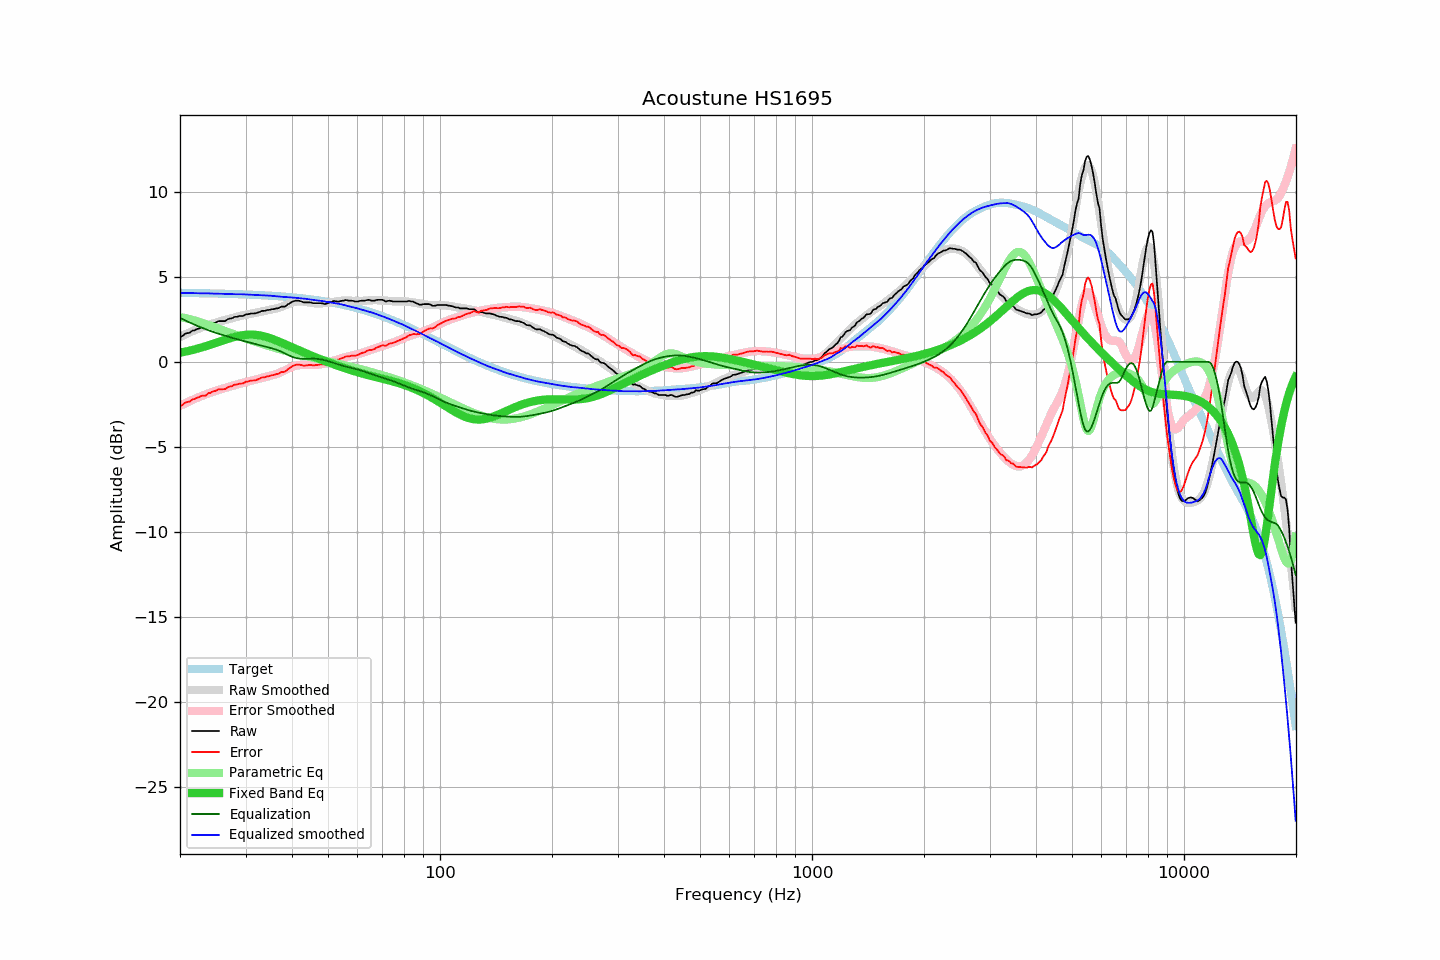 Acoustune HS1695
Amplitude (dBr)
10
5
0
−5
−10
−15
−20
−25
Target
Raw Smoothed
Error Smoothed
Raw
Error
Parametric Eq
Fixed Band Eq
Equalization
Equalized smoothed
100 1000 10000
Frequency (Hz)